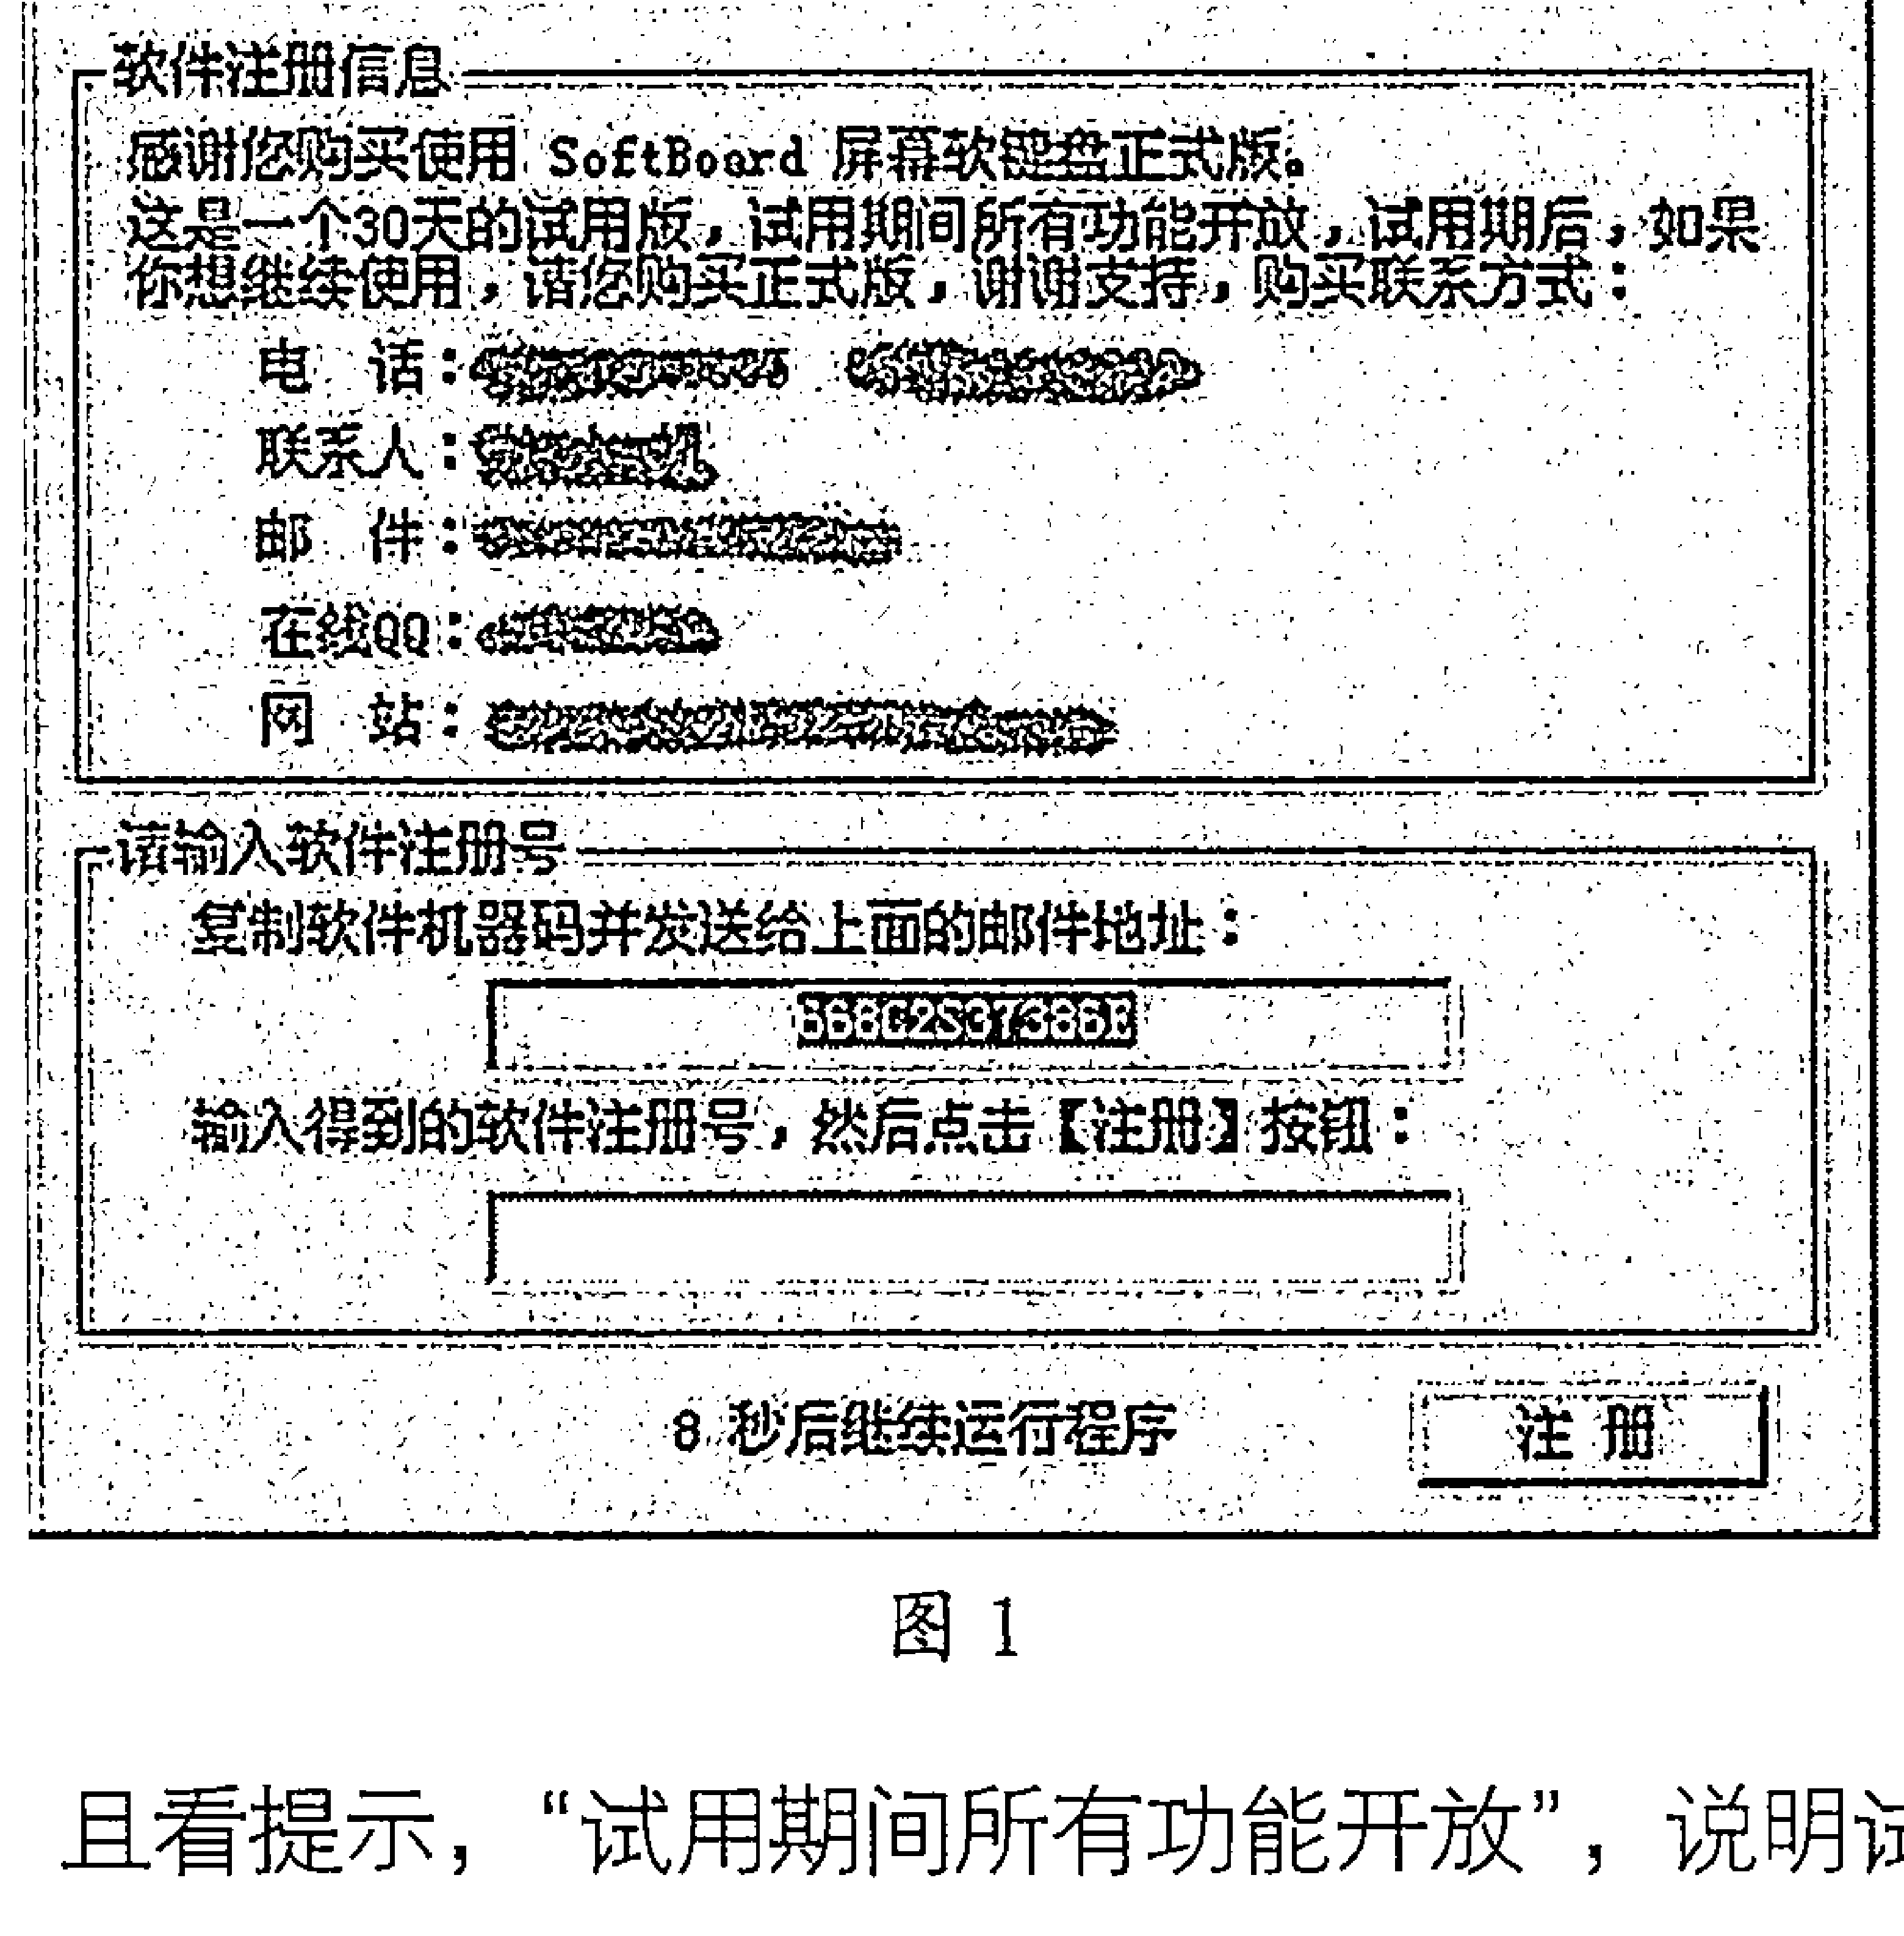 软件注册信息
感谢您购买使用 SoftBoard 屏幕软键盘正式版。
这是一个30天的试用版，试用期间所有功能开放，试用期后，如果
你想继续使用，请您购买正式版，谢谢支持，购买联系方式：
电 话：
联系人：
邮 件：
在线QQ：
网 站：
请输入软件注册号
复制软件机器码并发送给上面的邮件地址：
输入得到的软件注册号，然后点击【注册】按钮：
8 秒后继续运行程序
注 册
图 1
且看提示，“试用期间所有功能开放”，说明试